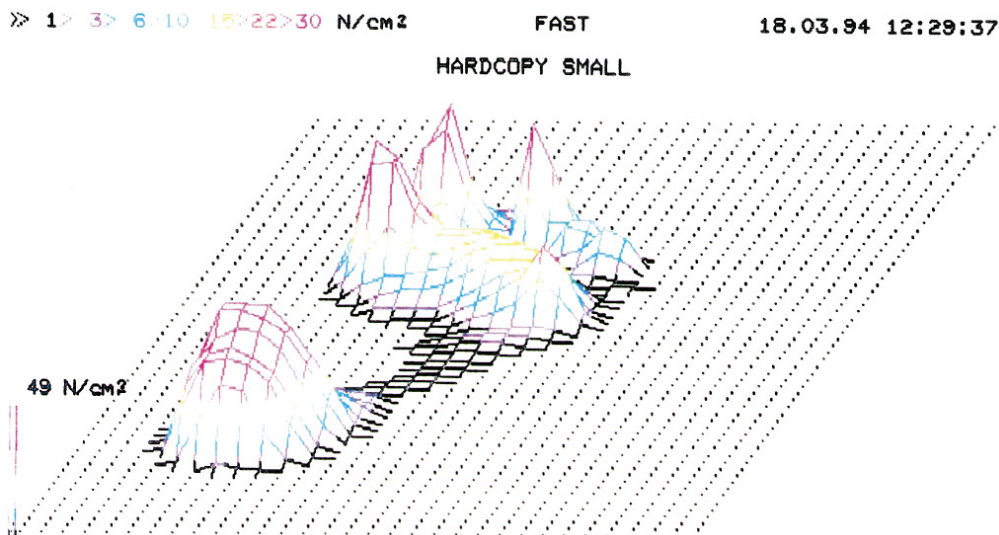 >> 1> 3> 6>10 15>22>30 N/cm2 FAST 18.03.94 12:29:37
HARDCOPY SMALL
49 N/cm2